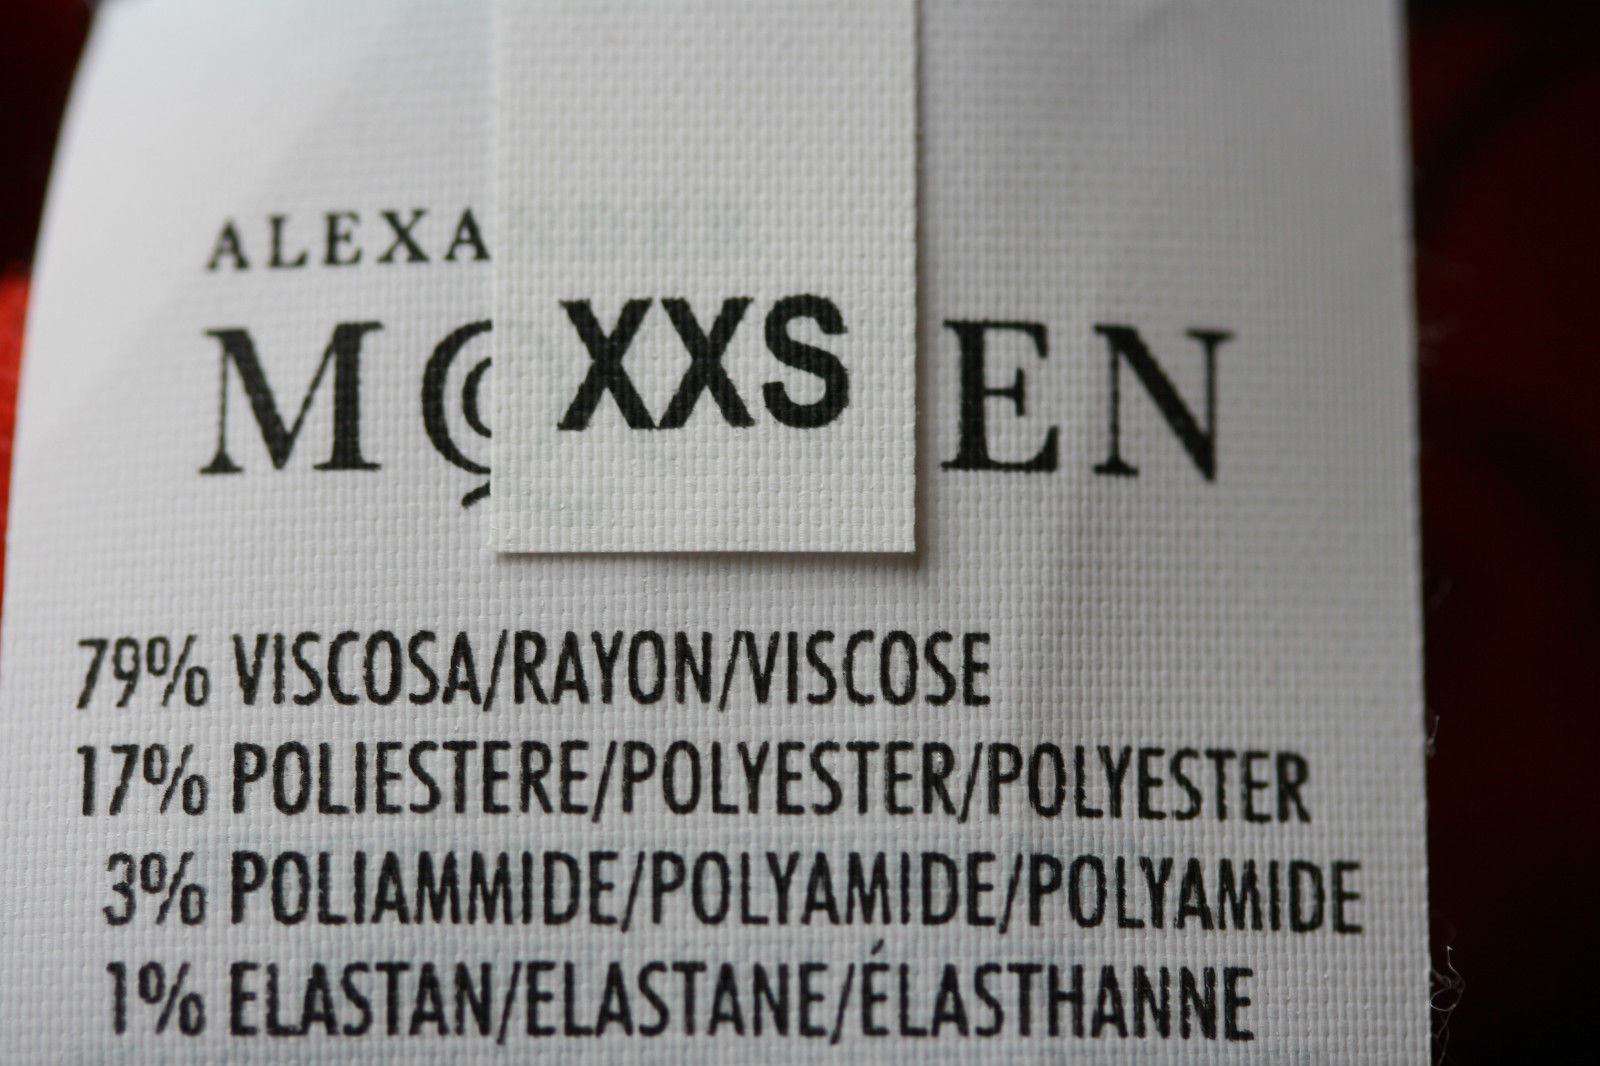 ALEXA
XXS
M EN
79% VISCOSA/RAYON/VISCOSE
17% POLIESTERE/POLYESTER/POLYESTER
3% POLIAMMIDE/POLYAMIDE/POLYAMIDE
1% ELASTAN/ELASTANE/ÉLASTHANNE